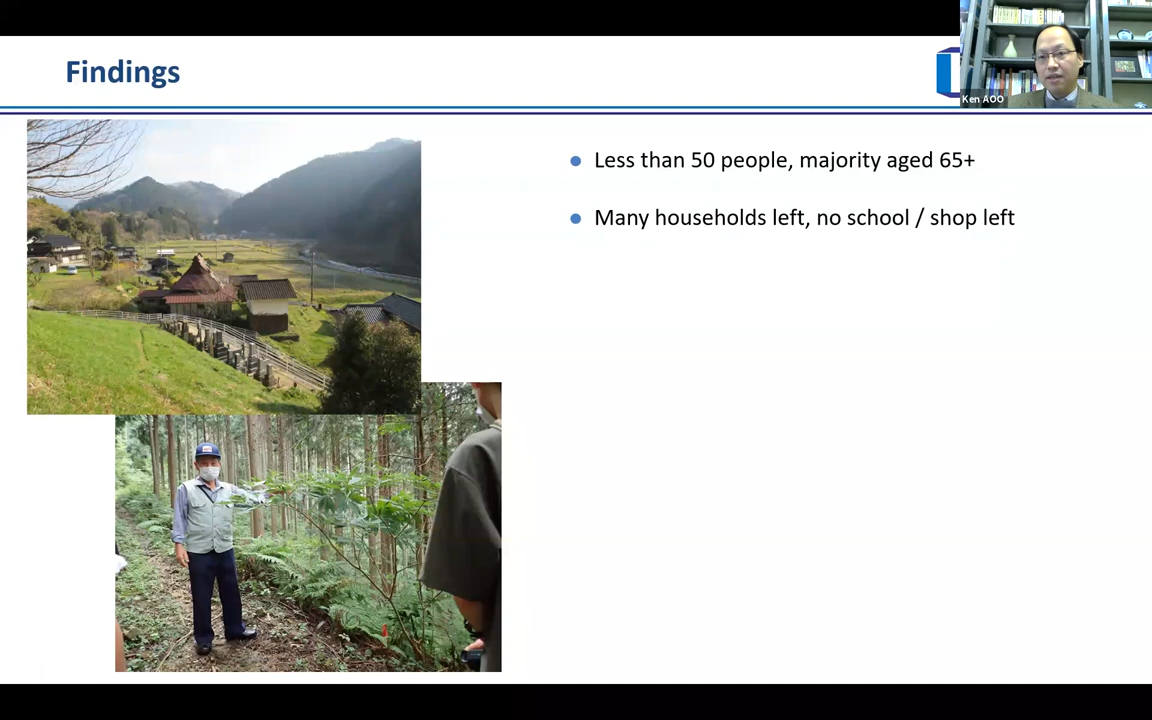 Findings
Ken AOO
Less than 50 people, majority aged 65+
Many households left, no school / shop left